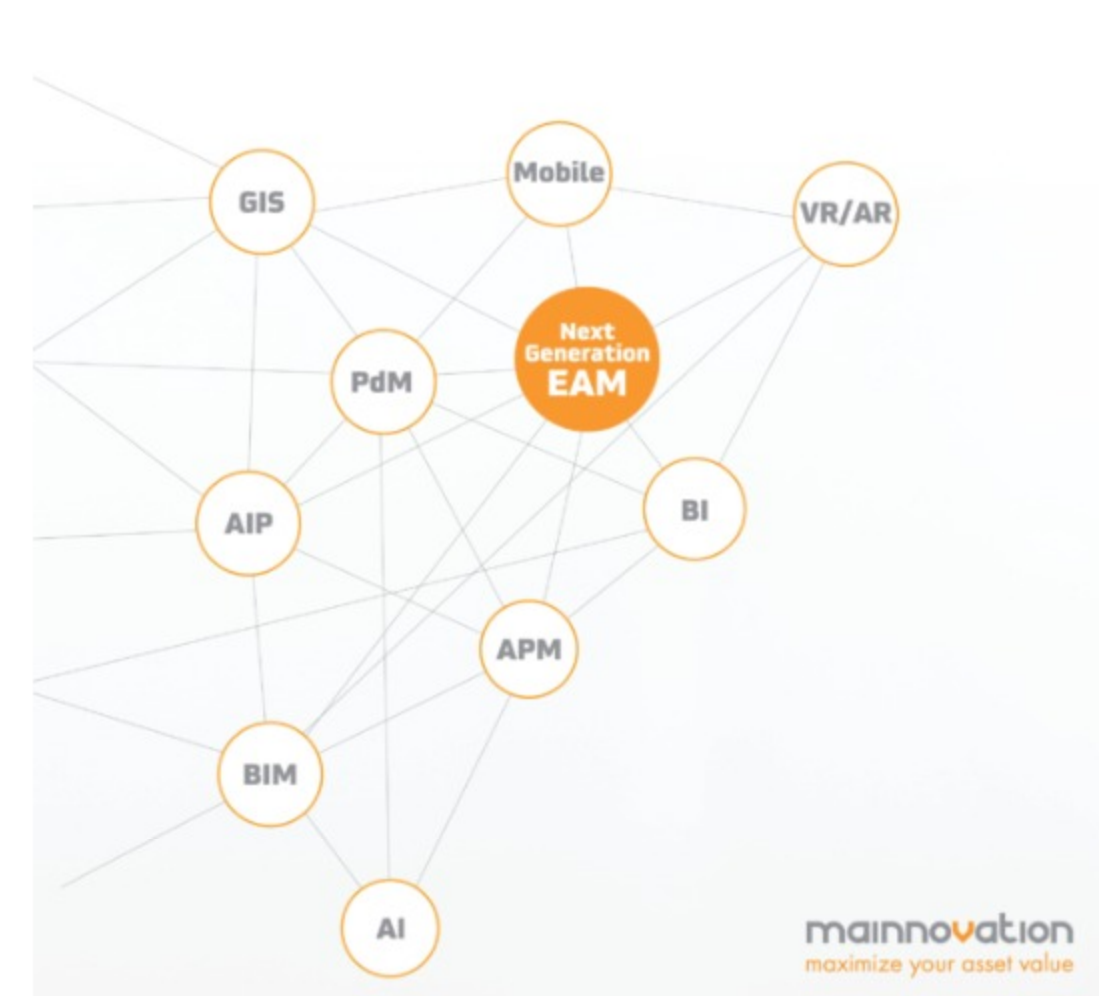 Mobile
GIS
VR/AR
Next
Generation
EAM
PdM
BI
AIP
APM
BIM
AI
mainnovation
maximize your asset value